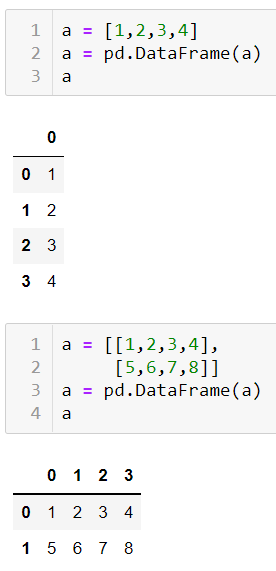 1 a = [1,2,3,4]
2 a = pd.DataFrame(a)
3 a
0
0 1
1 2
2 3
3 4
1 a = [[1,2,3,4],
2 [5,6,7,8]]
3 a = pd.DataFrame(a)
4 a
0 1 2 3
0 1 2 3 4
1 5 6 7 8